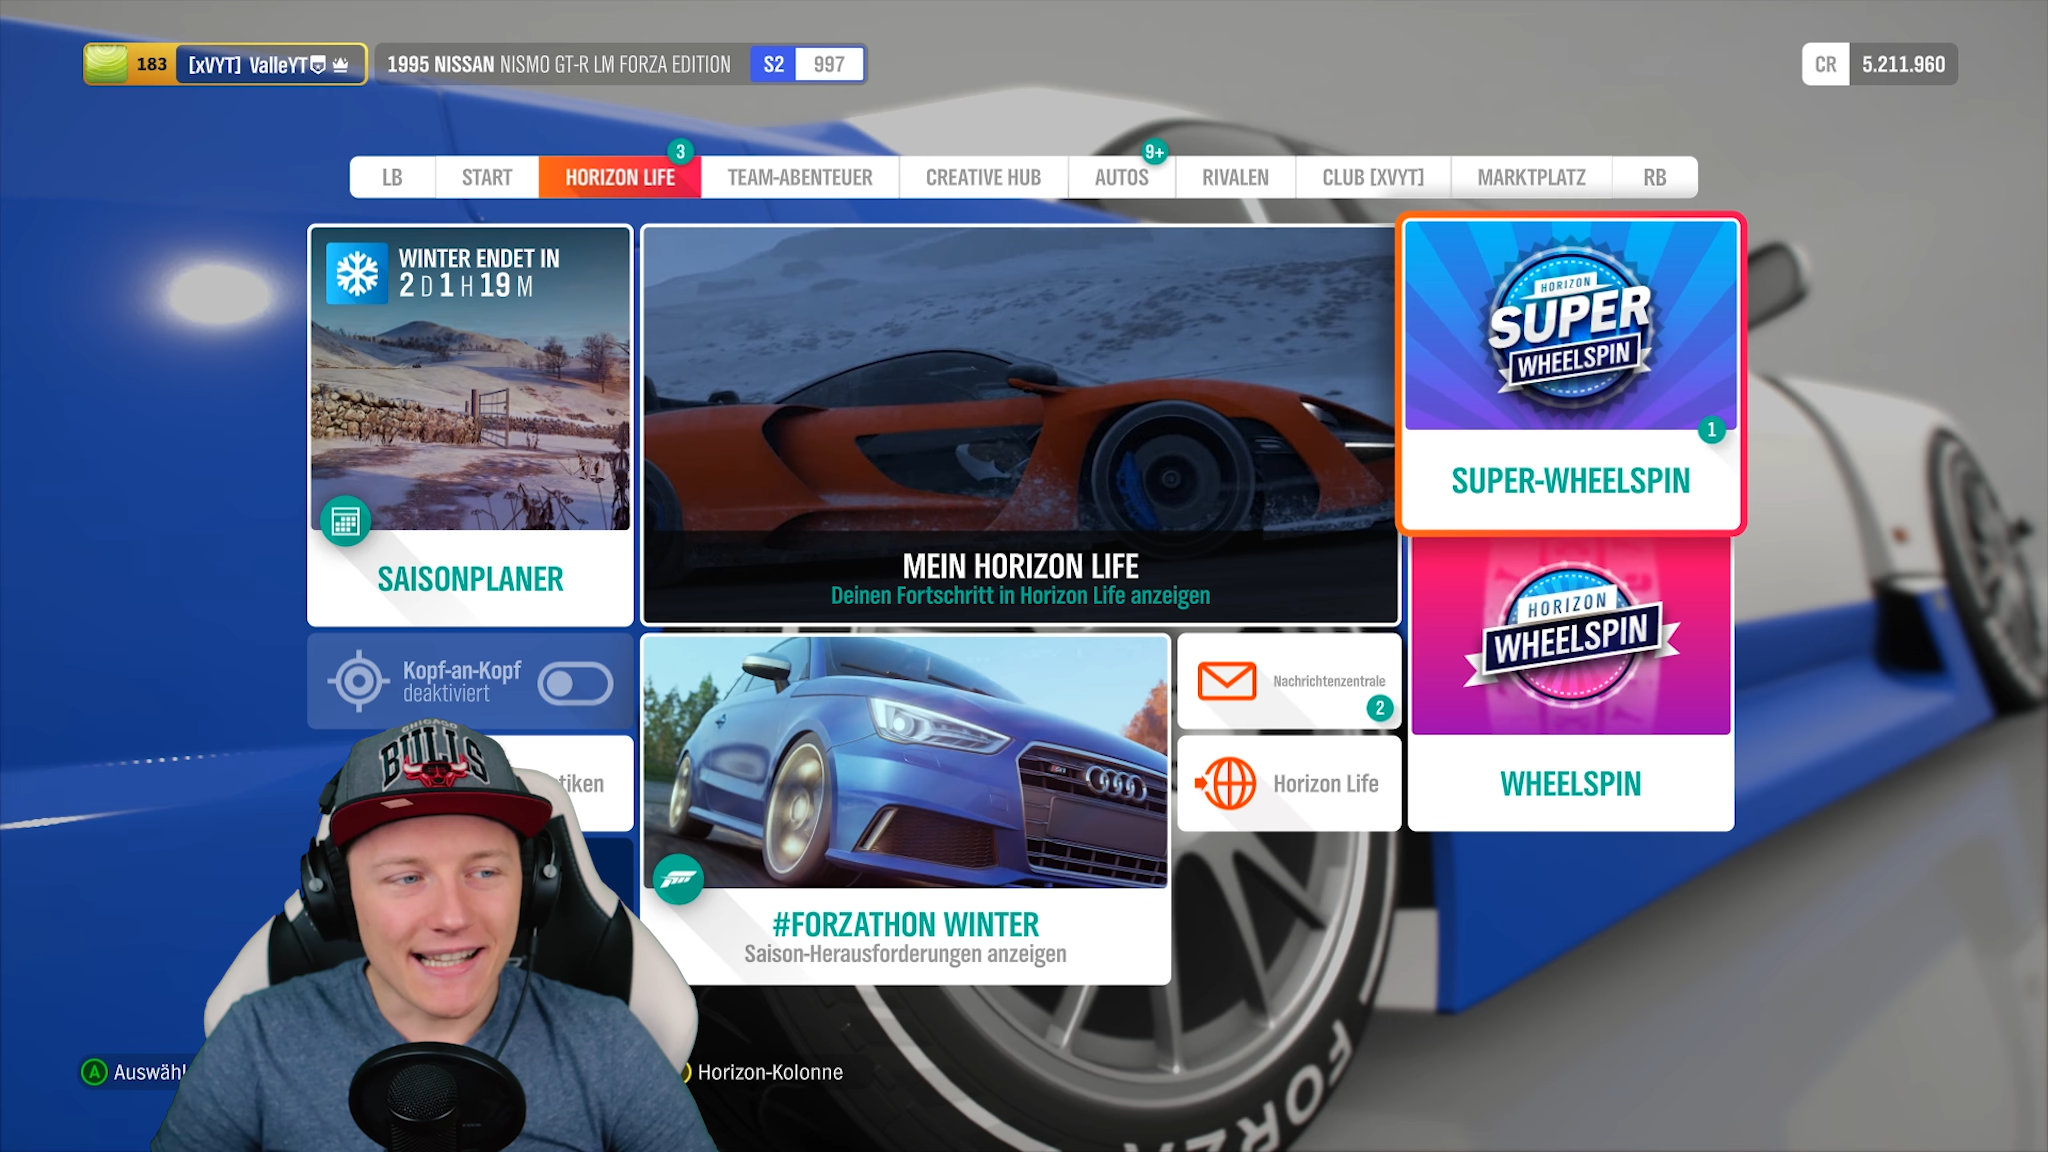 183 [xVYT] ValleYT
1995 NISSAN NISMO GT-R LM FORZA EDITION S2 997
CR 5.211.960
LB START HORIZON LIFE 3 TEAM-ABENTEUER CREATIVE HUB AUTOS 9+ RIVALEN CLUB [XVYT] MARKTPLATZ RB
WINTER ENDET IN
2 D 1 H 19 M
SAISONPLANER
MEIN HORIZON LIFE
Deinen Fortschritt in Horizon Life anzeigen
HORIZON
SUPER
WHEELSPIN
1
SUPER-WHEELSPIN
Kopf-an-Kopf
deaktiviert
tiken
#FORZATHON WINTER
Saison-Herausforderungen anzeigen
Nachrichtenzentrale
2
Horizon Life
HORIZON
WHEELSPIN
WHEELSPIN
CHICAGO
BULLS
A Auswähl
Horizon-Kolonne
FORZA